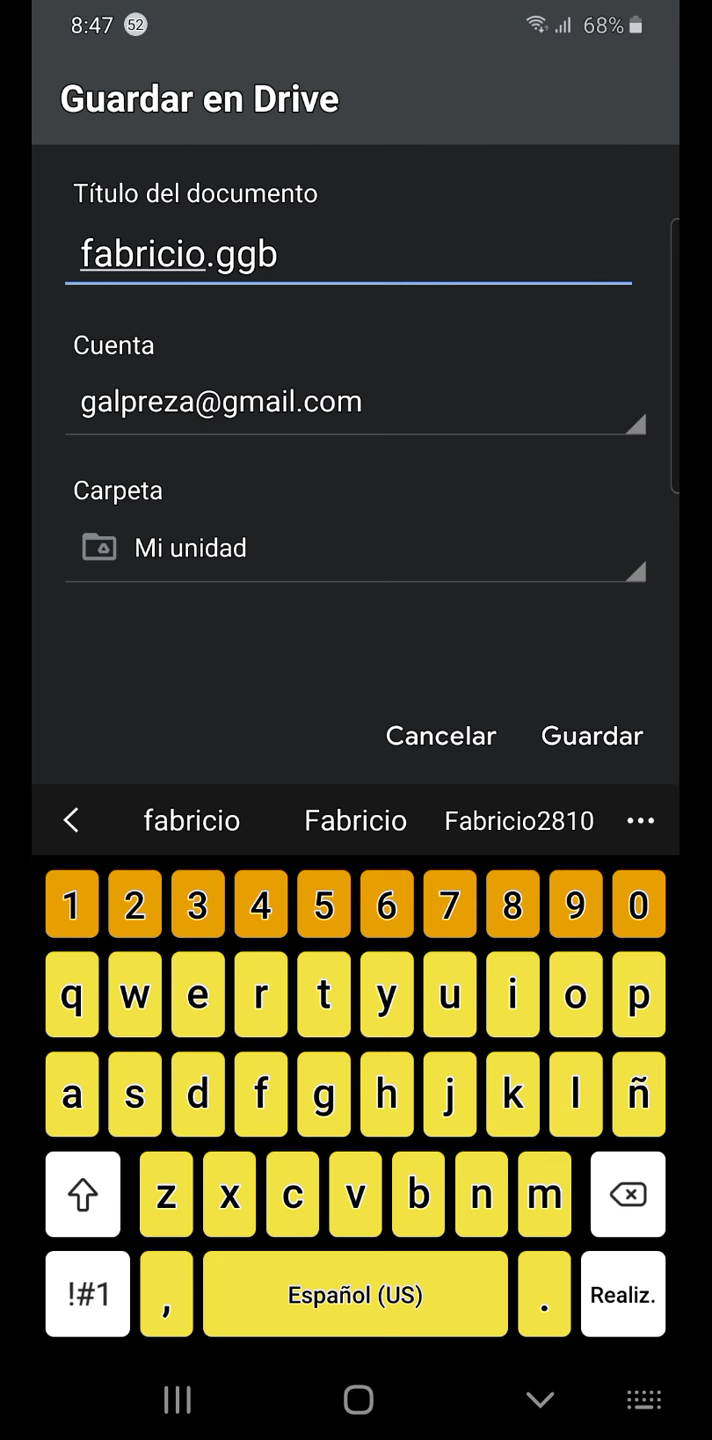 8:47 52 68%
Guardar en Drive
Título del documento
fabricio.ggb
Cuenta
galpreza@gmail.com
Carpeta
Mi unidad
Cancelar Guardar
fabricio Fabricio Fabricio2810 •••
1 2 3 4 5 6 7 8 9 0
q w e r t y u i o p
a s d f g h j k l ñ
z x c v b n m
!#1 , Español (US) . Realiz.